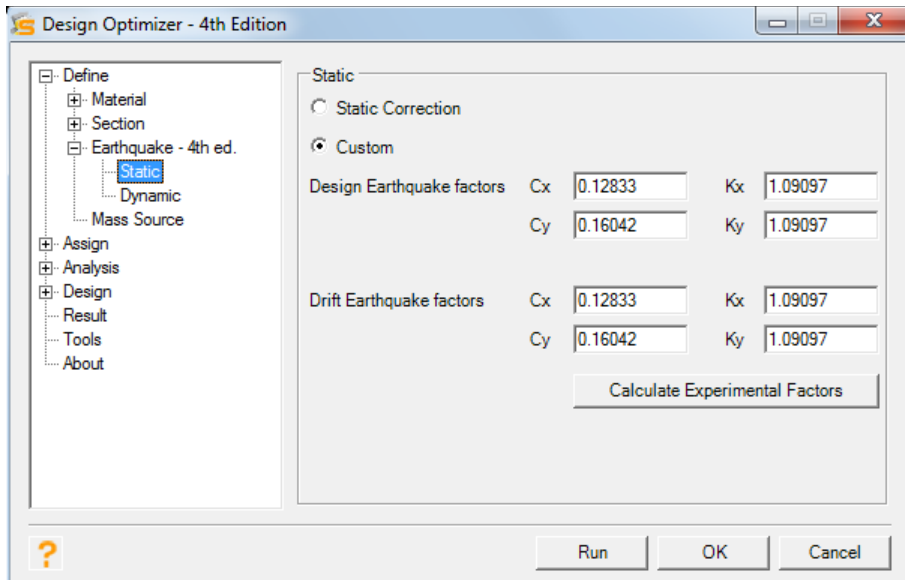 Design Optimizer - 4th Edition
Define
Material
Section
Earthquake - 4th ed.
Static
Dynamic
Mass Source
Assign
Analysis
Design
Result
Tools
About
Static
Static Correction
Custom
Design Earthquake factors Cx 0.12833 Kx 1.09097
Cy 0.16042 Ky 1.09097
Drift Earthquake factors Cx 0.12833 Kx 1.09097
Cy 0.16042 Ky 1.09097
Calculate Experimental Factors
? Run OK Cancel